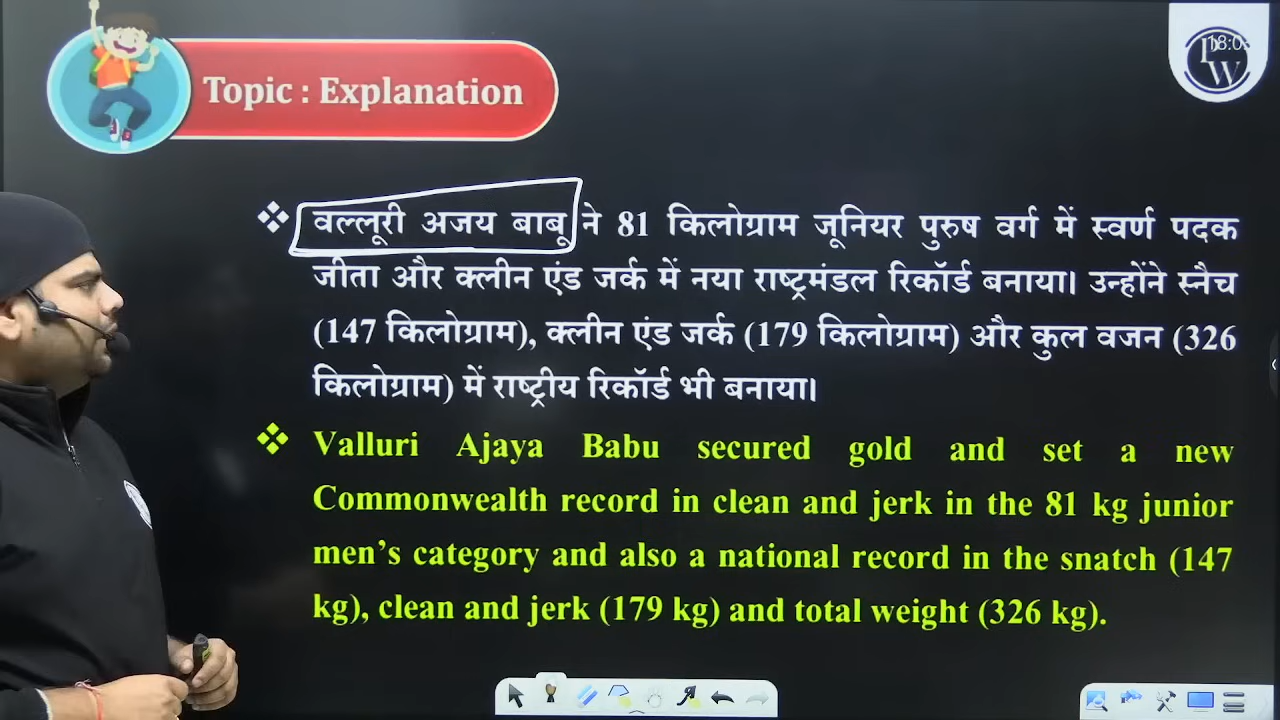 Topic : Explanation
18:0
❖ वल्लूरी अजय बाबू ने 81 किलोग्राम जूनियर पुरुष वर्ग में स्वर्ण पदक
जीता और क्लीन एंड जर्क में नया राष्ट्रमंडल रिकॉर्ड बनाया। उन्होंने स्नैच
(147 किलोग्राम), क्लीन एंड जर्क (179 किलोग्राम) और कुल वजन (326
किलोग्राम) में राष्ट्रीय रिकॉर्ड भी बनाया।
❖ Valluri Ajaya Babu secured gold and set a new
Commonwealth record in clean and jerk in the 81 kg junior
men’s category and also a national record in the snatch (147
kg), clean and jerk (179 kg) and total weight (326 kg).